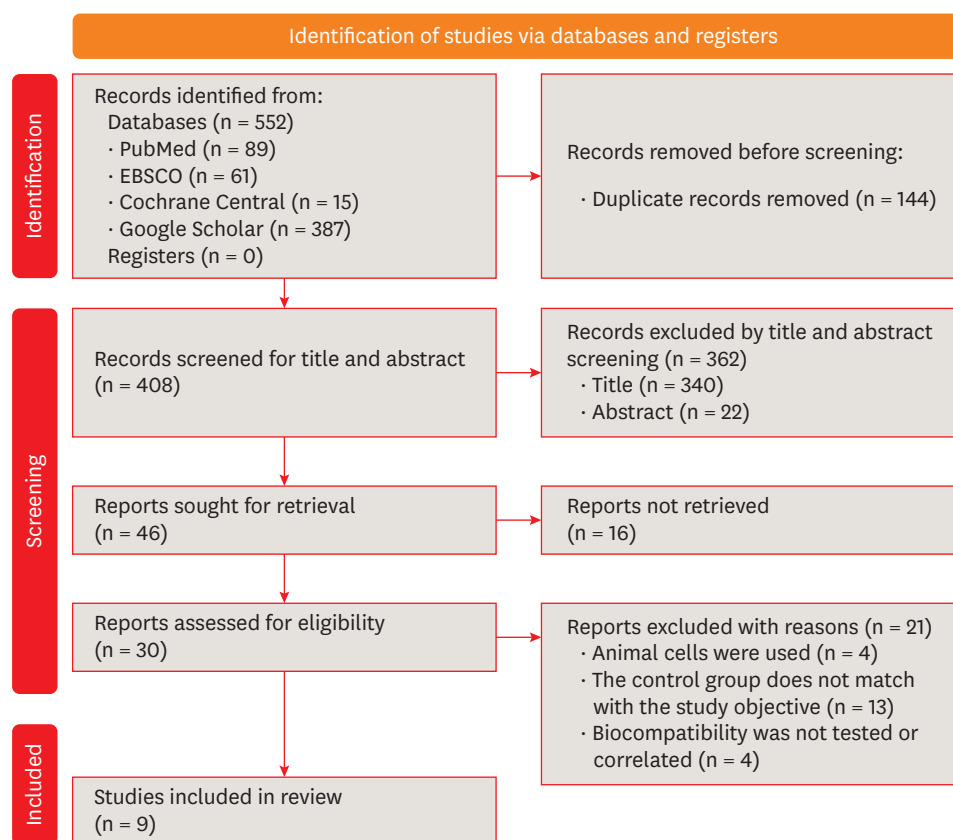 Identification of studies via databases and registers
Identification
Records identified from:
Databases (n = 552)
· PubMed (n = 89)
· EBSCO (n = 61)
· Cochrane Central (n = 15)
· Google Scholar (n = 387)
Registers (n = 0)
Records removed before screening:
· Duplicate records removed (n = 144)
Screening
Records screened for title and abstract
(n = 408)
Records excluded by title and abstract
screening (n = 362)
· Title (n = 340)
· Abstract (n = 22)
Reports sought for retrieval
(n = 46)
Reports not retrieved
(n = 16)
Reports assessed for eligibility
(n = 30)
Reports excluded with reasons (n = 21)
· Animal cells were used (n = 4)
· The control group does not match
with the study objective (n = 13)
· Biocompatibility was not tested or
correlated (n = 4)
Included
Studies included in review
(n = 9)